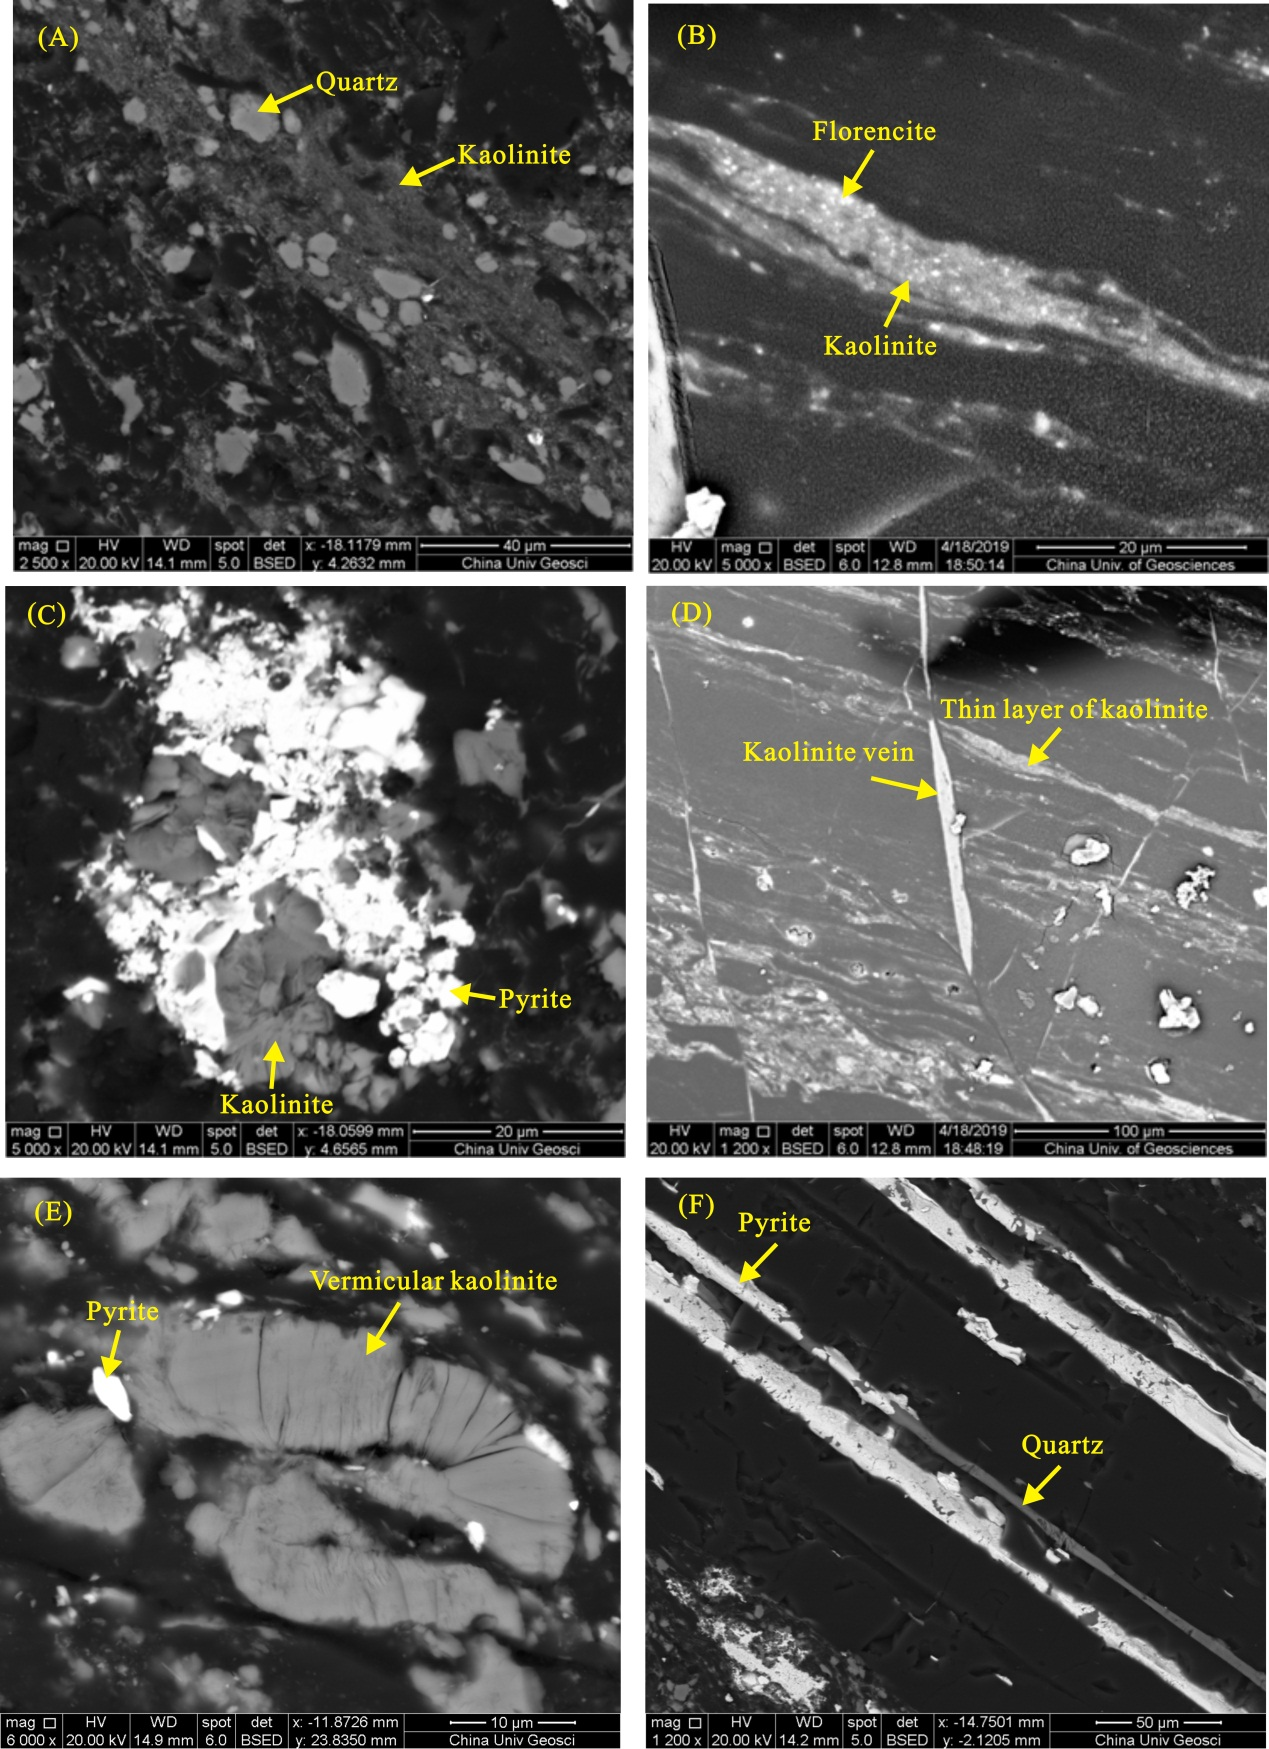 (A)
Quartz
Kaolinite
mag HV WD spot det x: -18.1179 mm 40 µm
2 500 x 20.00 kV 14.1 mm 5.0 BSED y: 4.2632 mm China Univ Geosci
(B)
Florencite
Kaolinite
HV mag det spot WD 4/18/2019 20 µm
20.00 kV 5 000 x BSED 6.0 12.8 mm 18:50:14 China Univ. of Geosciences
(C)
Pyrite
Kaolinite
mag HV WD spot det x: -18.0599 mm 20 µm
5 000 x 20.00 kV 14.1 mm 5.0 BSED y: 4.6565 mm China Univ Geosci
(D)
Thin layer of kaolinite
Kaolinite vein
HV mag det spot WD 4/18/2019 100 µm
20.00 kV 1 200 x BSED 6.0 12.8 mm 18:48:19 China Univ. of Geosciences
(E)
Vermicular kaolinite
Pyrite
mag HV WD spot det x: -11.8726 mm 10 µm
6 000 x 20.00 kV 14.9 mm 6.0 BSED y: 23.8350 mm China Univ Geosci
(F)
Pyrite
Quartz
mag HV WD spot det x: -14.7501 mm 50 µm
1 200 x 20.00 kV 14.2 mm 5.0 BSED y: -2.1205 mm China Univ Geosci